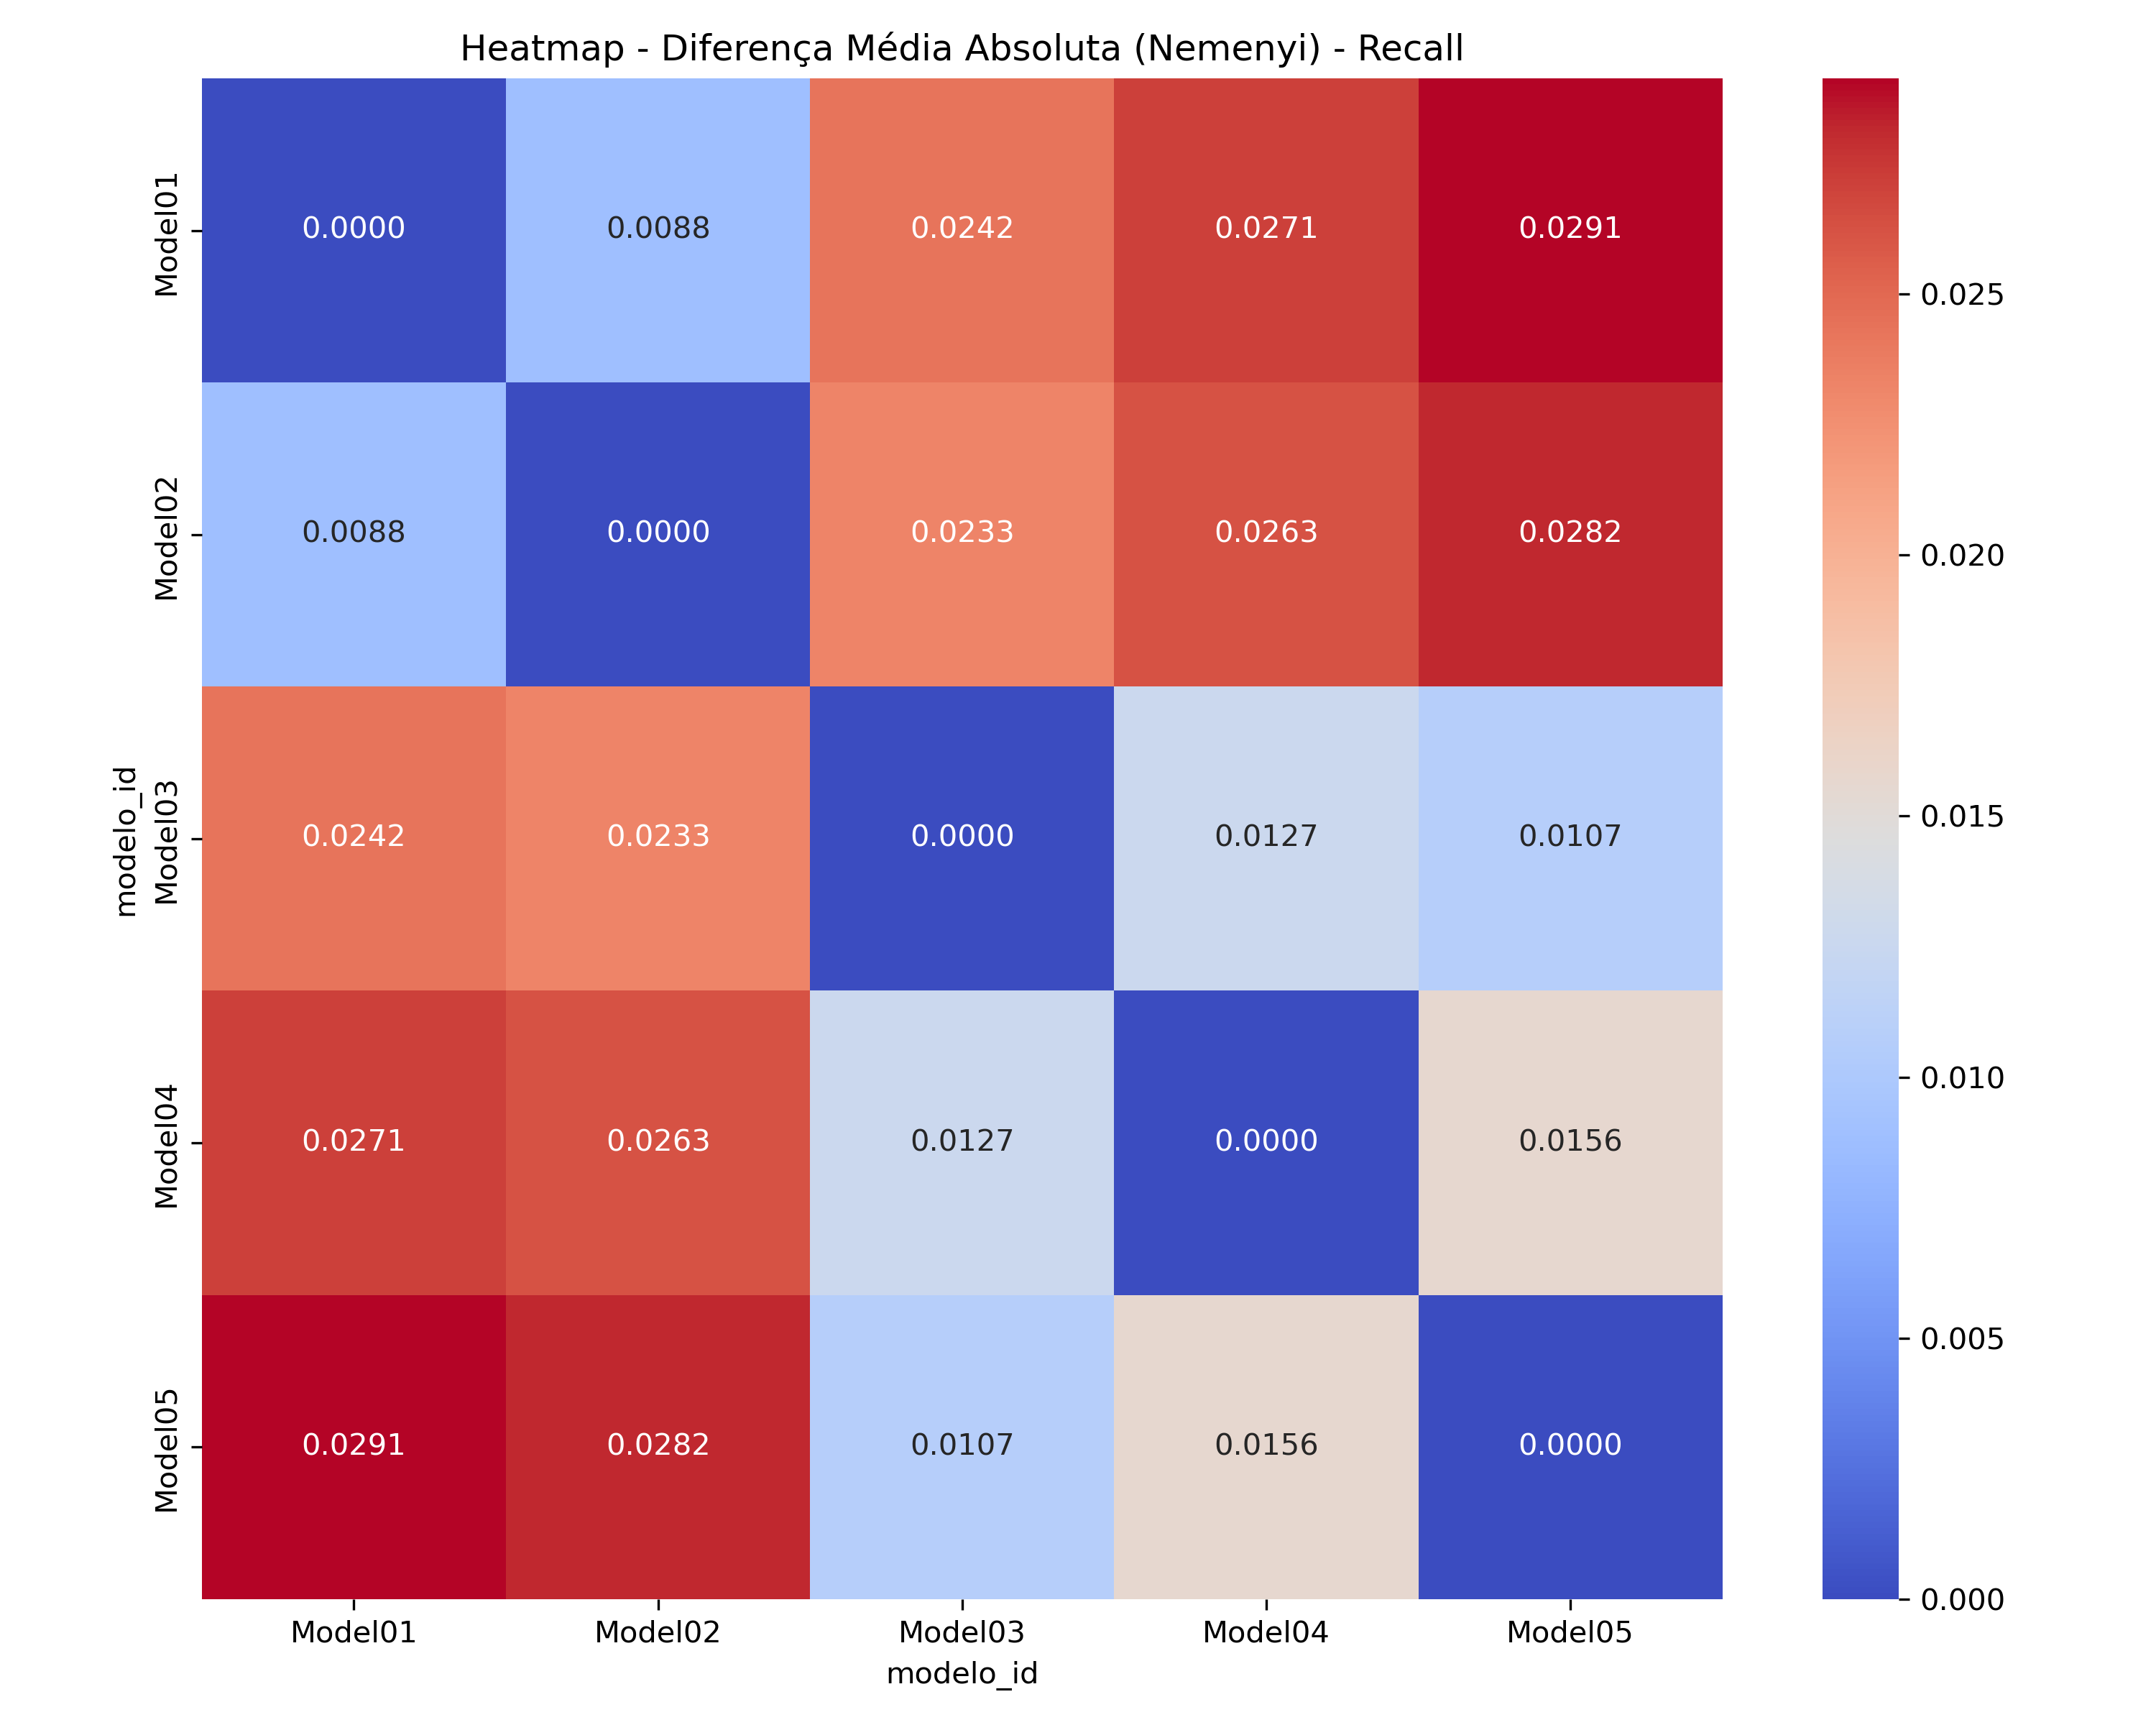 Heatmap - Diferença Média Absoluta (Nemenyi) - Recall
modelo_id
Model01
0.0000 0.0088 0.0242 0.0271 0.0291
Model02
0.0088 0.0000 0.0233 0.0263 0.0282
Model03
0.0242 0.0233 0.0000 0.0127 0.0107
Model04
0.0271 0.0263 0.0127 0.0000 0.0156
Model05
0.0291 0.0282 0.0107 0.0156 0.0000
Model01 Model02 Model03 Model04 Model05
modelo_id
0.025
0.020
0.015
0.010
0.005
0.000